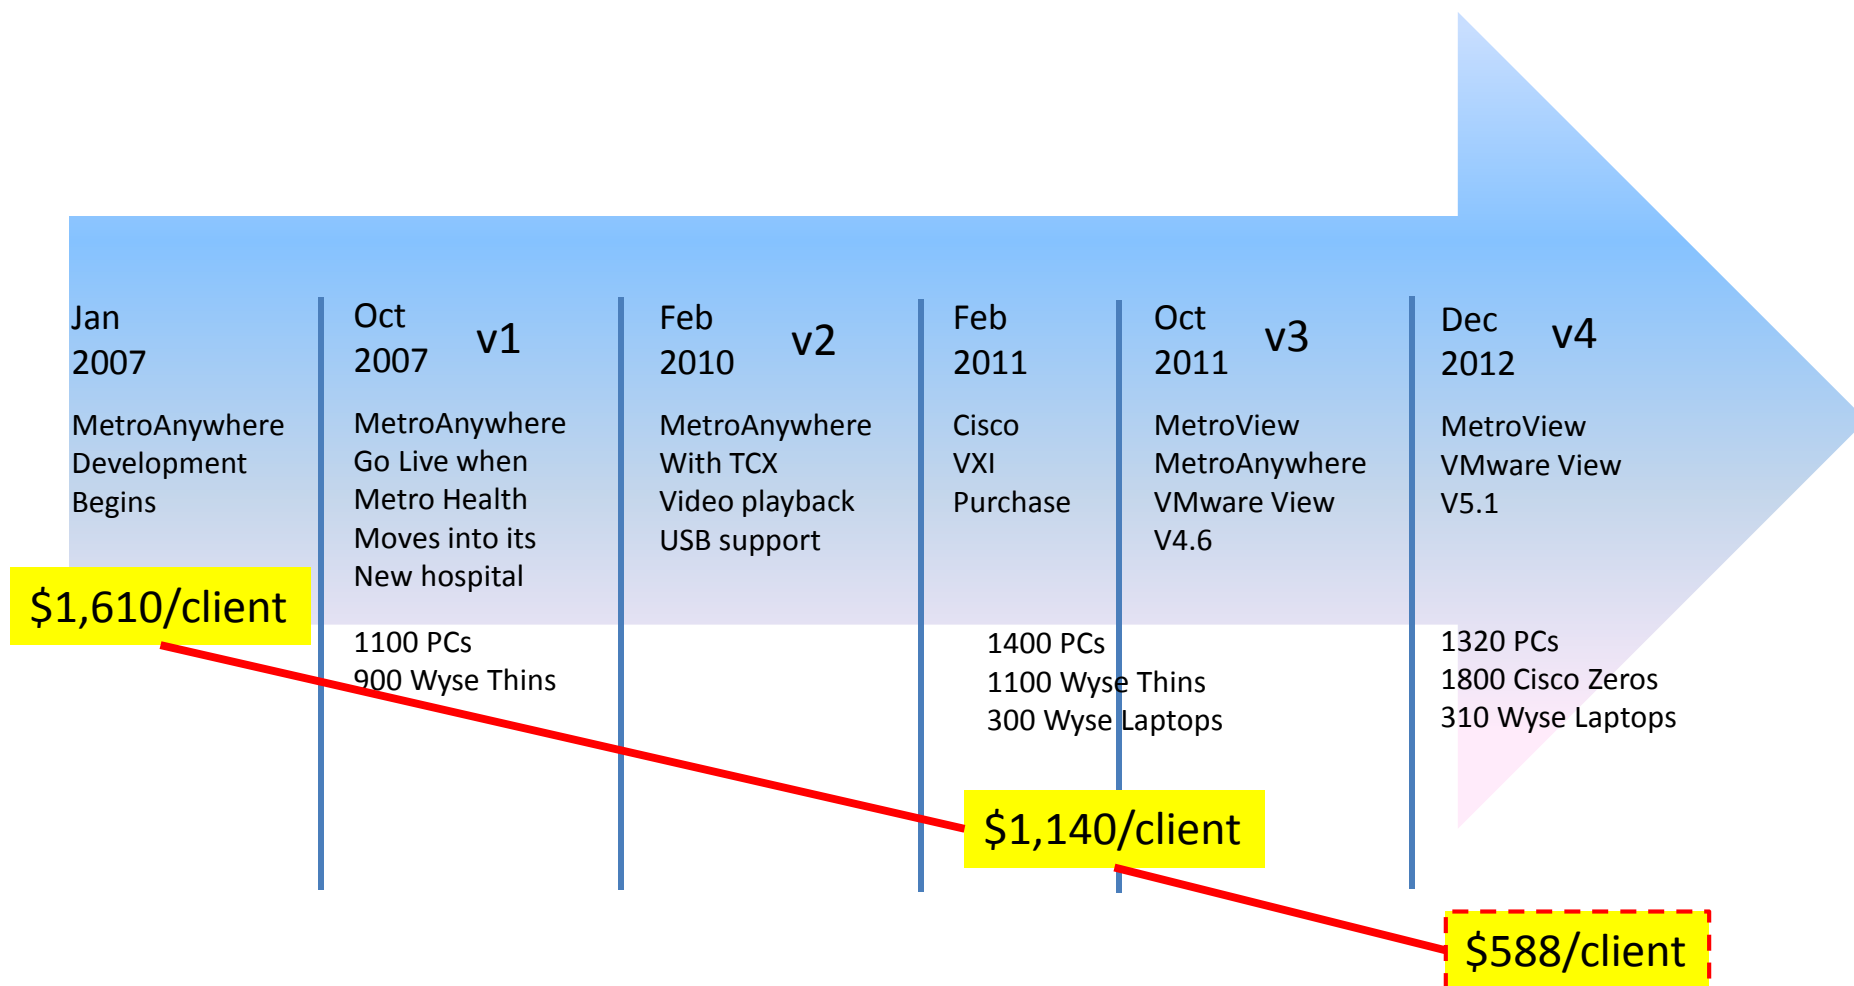 Jan
2007
MetroAnywhere
Development
Begins
$1,610/client
Oct
2007
v1
MetroAnywhere
Go Live when
Metro Health
Moves into its
New hospital
1100 PCs
900 Wyse Thins
Feb
2010
v2
MetroAnywhere
With TCX
Video playback
USB support
Feb
2011
Cisco
VXI
Purchase
Oct
2011
v3
MetroView
MetroAnywhere
VMware View
V4.6
1400 PCs
1100 Wyse Thins
300 Wyse Laptops
$1,140/client
Dec
2012
v4
MetroView
VMware View
V5.1
1320 PCs
1800 Cisco Zeros
310 Wyse Laptops
$588/client